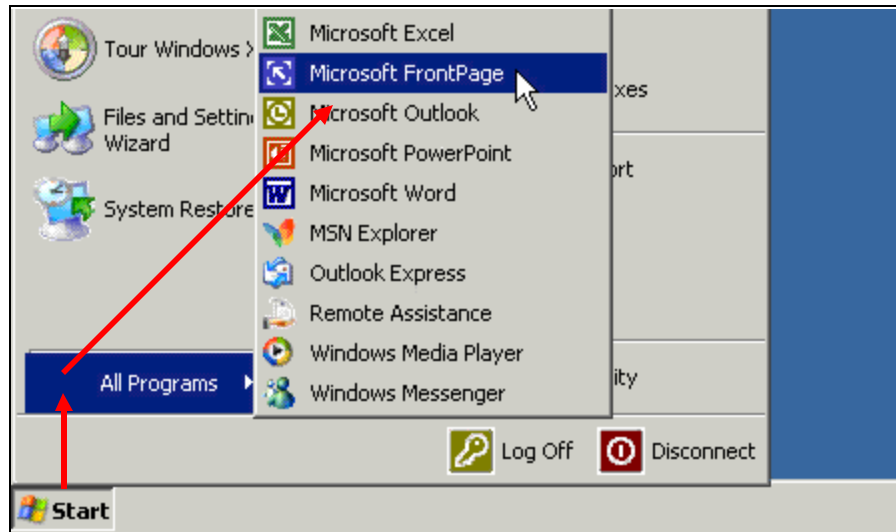 Tour Windows X
Files and Settin
Wizard
System Restore
All Programs
Microsoft Excel
Microsoft FrontPage
Microsoft Outlook
Microsoft PowerPoint
Microsoft Word
MSN Explorer
Outlook Express
Remote Assistance
Windows Media Player
Windows Messenger
xes
ort
ity
Log Off
Disconnect
Start